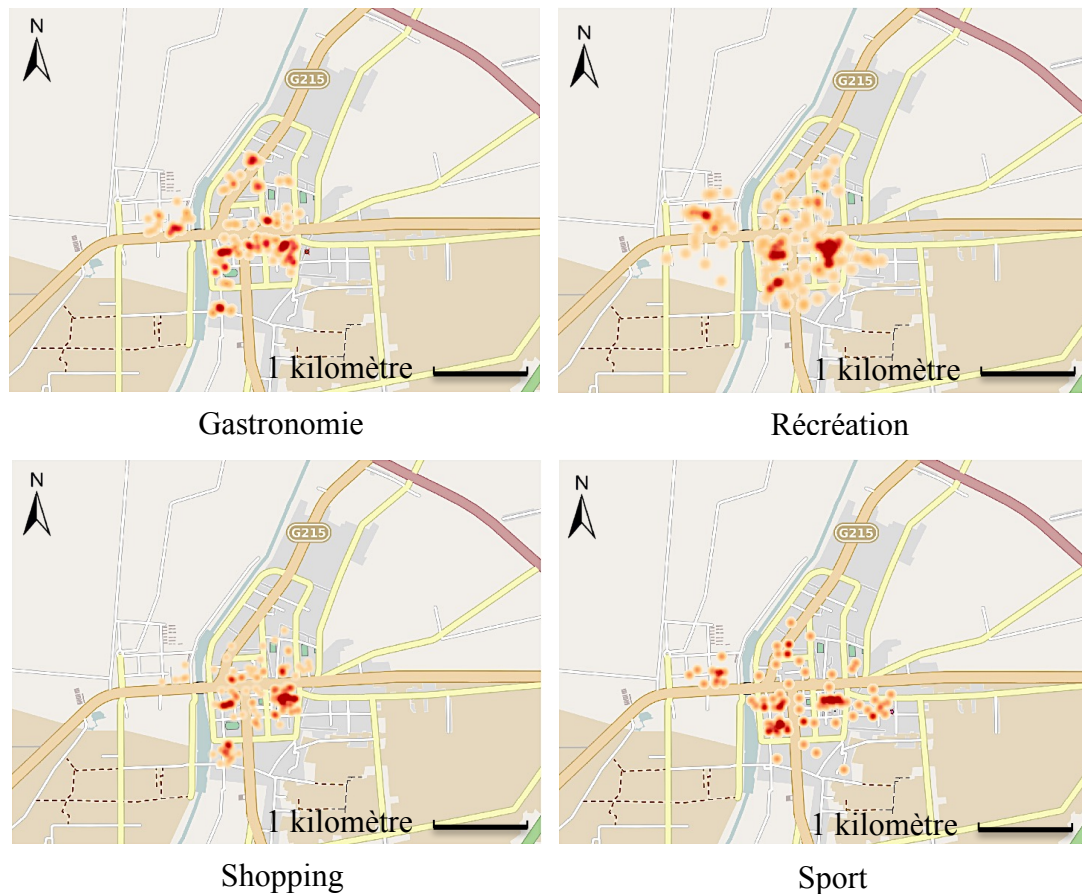 N
G215
1 kilomètre
Gastronomie
N
G215
1 kilomètre
Récréation
N
G215
1 kilomètre
Shopping
N
G215
1 kilomètre
Sport